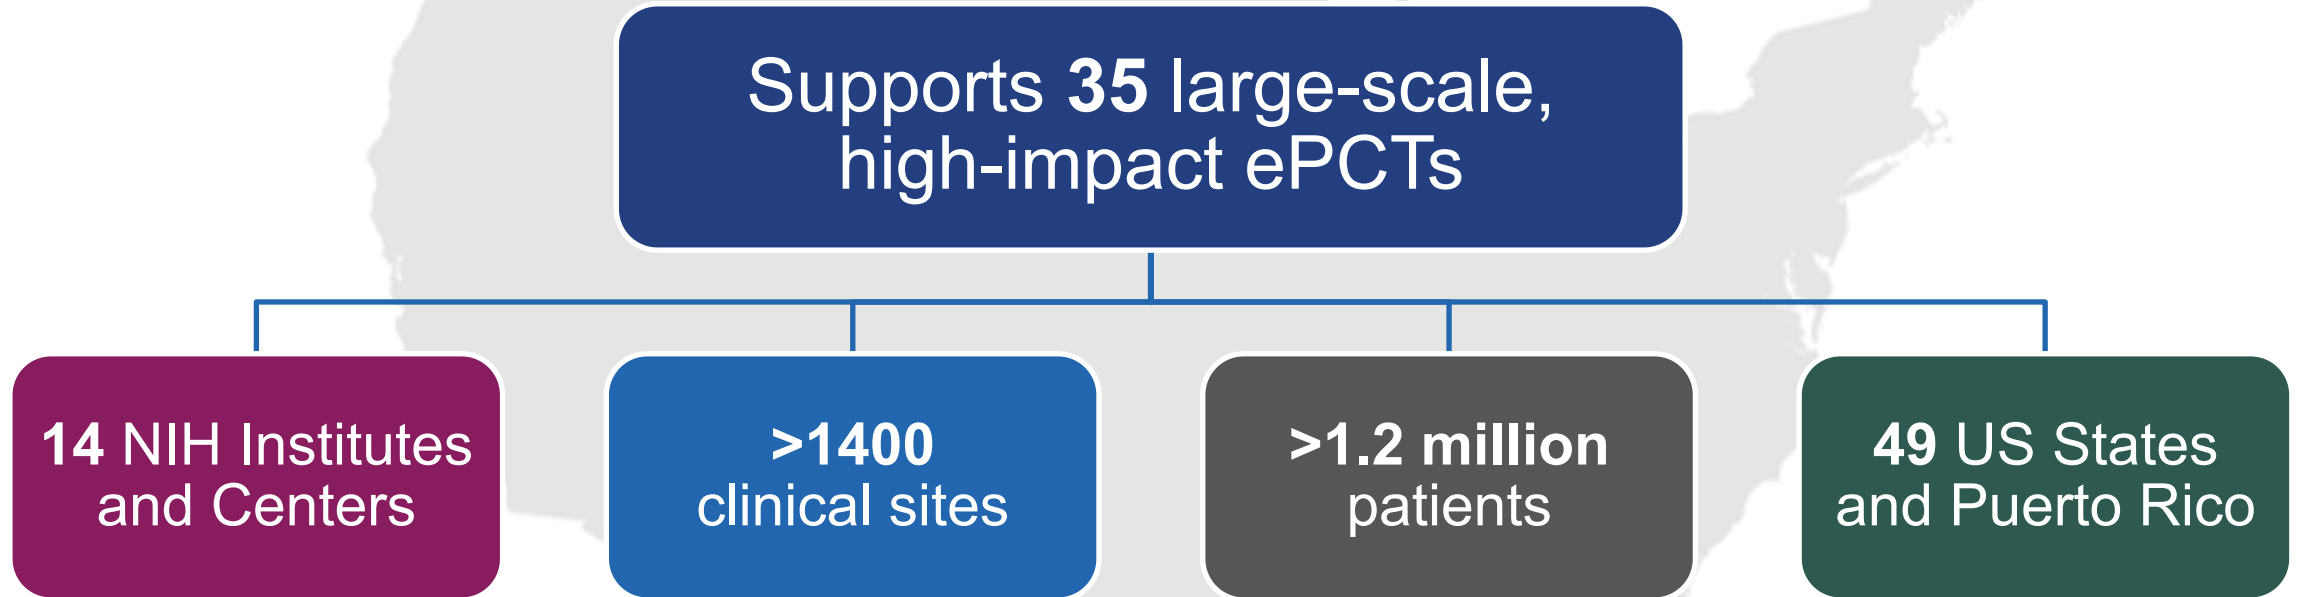 Supports 35 large-scale,
high-impact ePCTs
14 NIH Institutes
and Centers
>1400
clinical sites
>1.2 million
patients
49 US States
and Puerto Rico